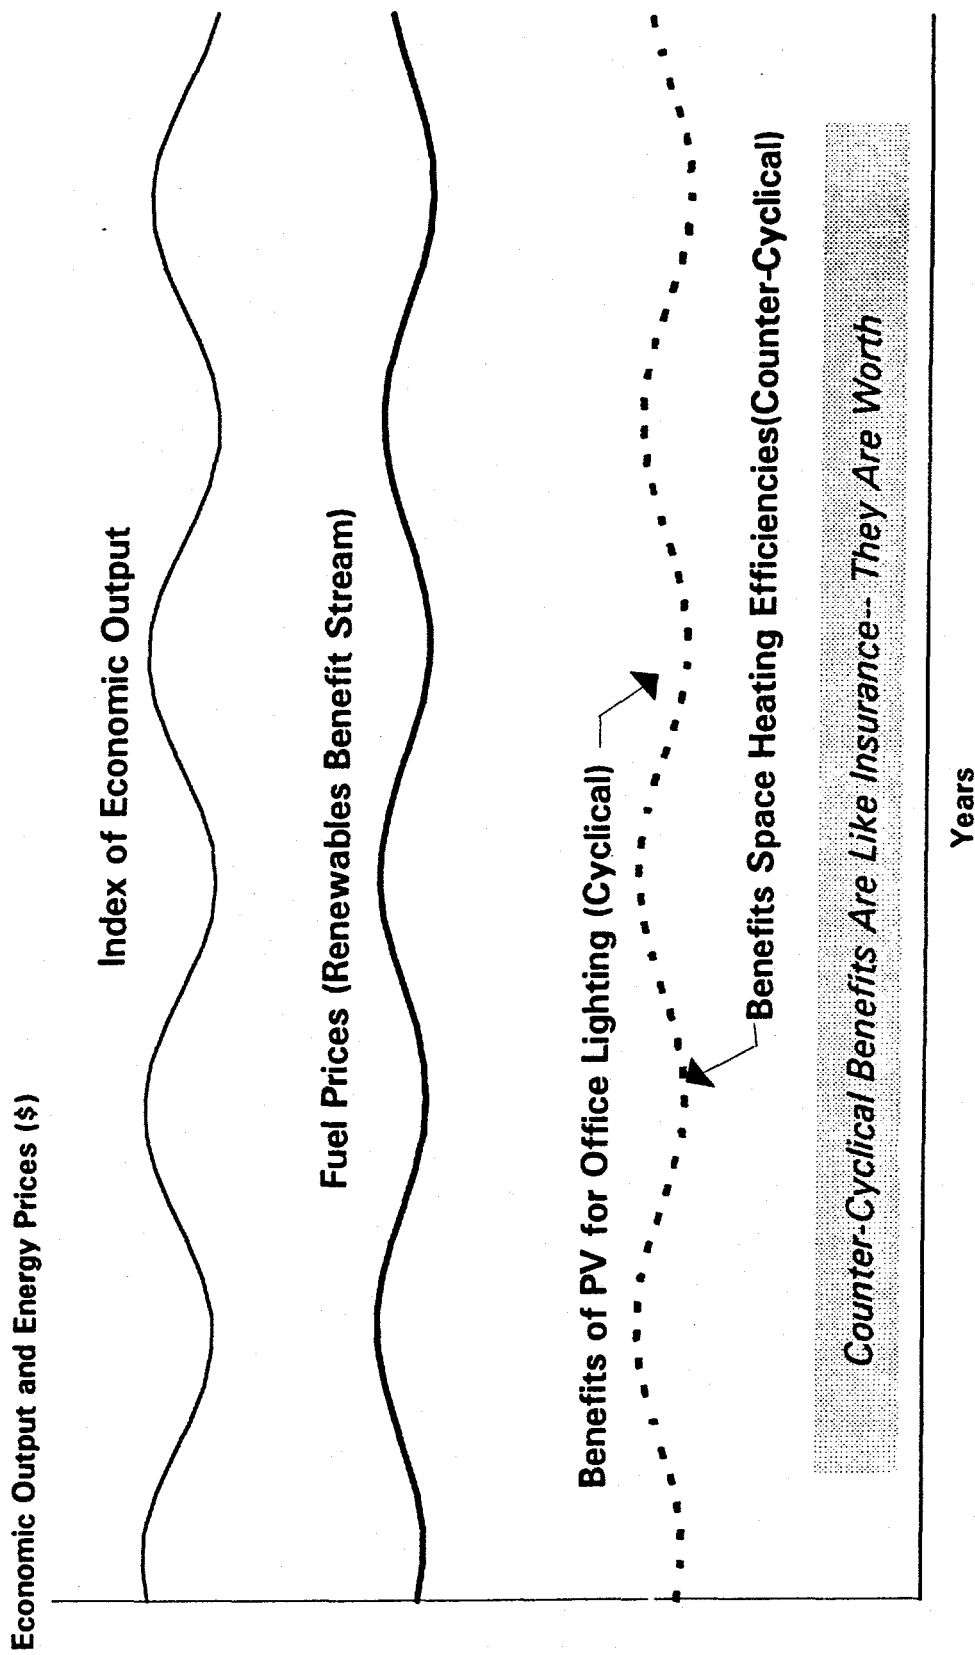 Economic Output and Energy Prices ($)
Index of Economic Output
Fuel Prices (Renewables Benefit Stream)
Benefits of PV for Office Lighting (Cyclical)
Benefits Space Heating Efficiencies(Counter-Cyclical)
Counter-Cyclical Benefits Are Like Insurance-- They Are Worth
Years